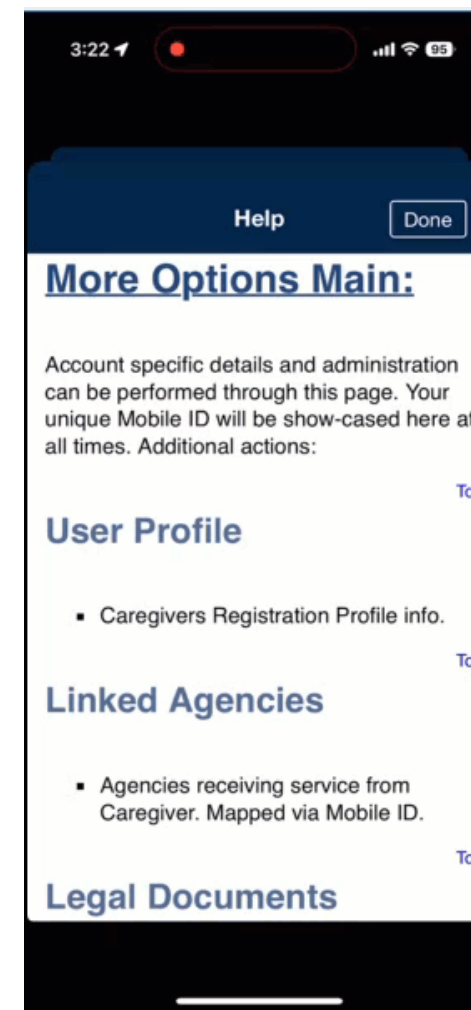 3:22
95
Help
Done
More Options Main:
Account specific details and administration
can be performed through this page. Your
unique Mobile ID will be show-cased here at
all times. Additional actions:
User Profile
▪ Caregivers Registration Profile info.
Linked Agencies
▪ Agencies receiving service from
Caregiver. Mapped via Mobile ID.
Legal Documents